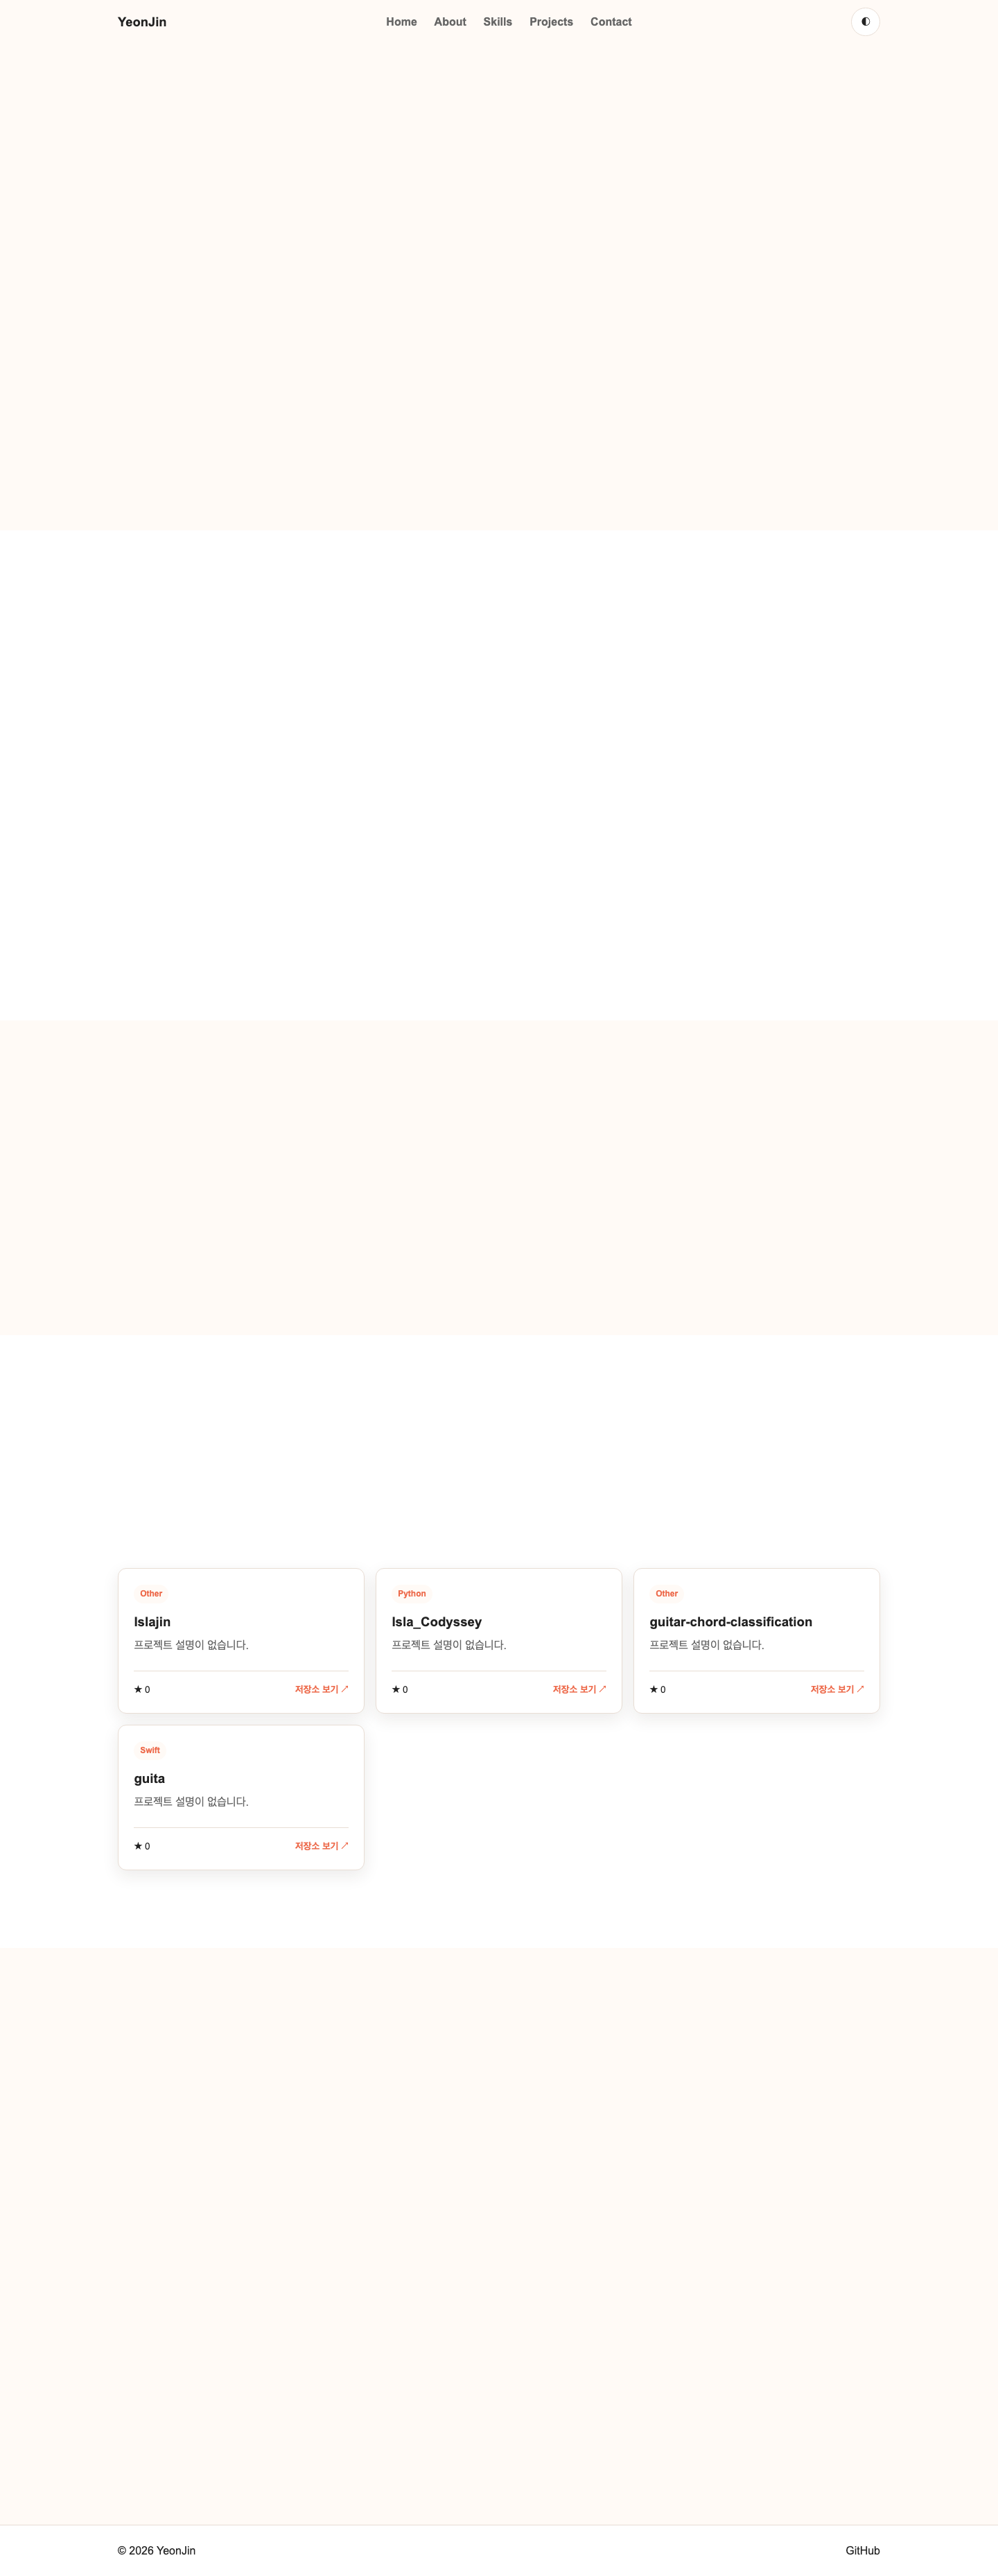 YeonJin
Home About Skills Projects Contact
Other
Islajin
프로젝트 설명이 없습니다.
★ 0 저장소 보기 ↗
Python
Isla_Codyssey
프로젝트 설명이 없습니다.
★ 0 저장소 보기 ↗
Other
guitar-chord-classification
프로젝트 설명이 없습니다.
★ 0 저장소 보기 ↗
Swift
guita
프로젝트 설명이 없습니다.
★ 0 저장소 보기 ↗
© 2026 YeonJin GitHub